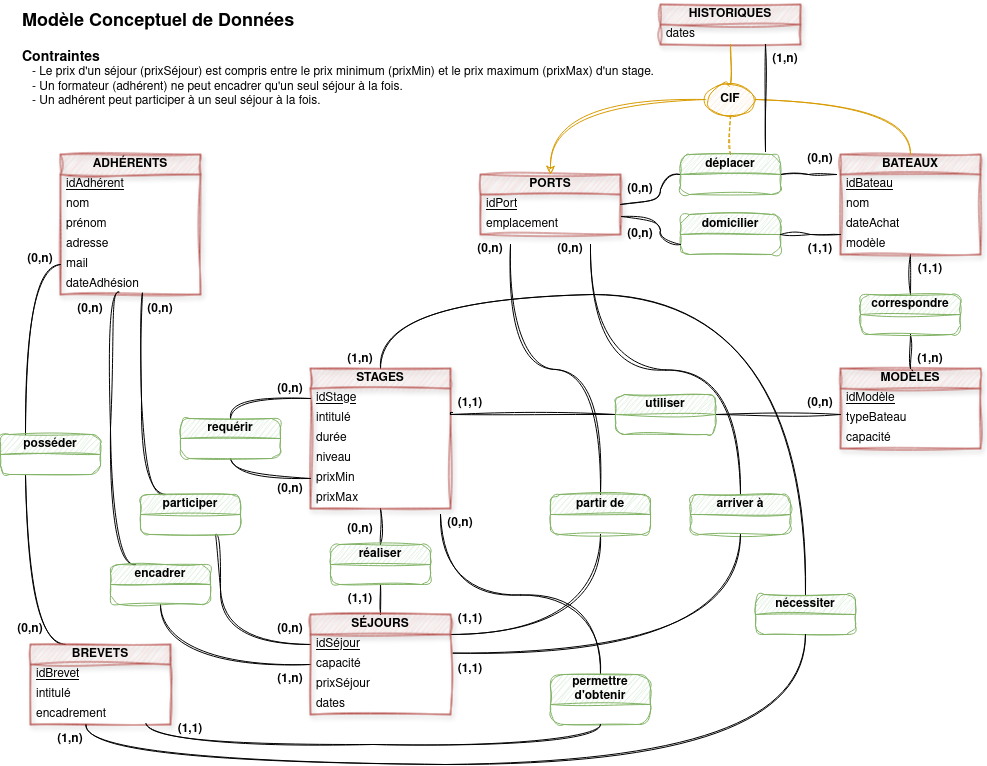 Modèle Conceptuel de Données
Contraintes
- Le prix d'un séjour (prixSéjour) est compris entre le prix minimum (prixMin) et le prix maximum (prixMax) d'un stage.
- Un formateur (adhérent) ne peut encadrer qu'un seul séjour à la fois.
- Un adhérent peut participer à un seul séjour à la fois.
HISTORIQUES
dates
(1,n)
CIF
ADHÉRENTS
idAdhérent
nom
prénom
adresse
mail
dateAdhésion
(0,n)
(0,n)
(0,n)
PORTS
idPort
emplacement
(0,n)
(0,n)
(0,n)
(0,n)
déplacer
domicilier
(0,n)
(1,1)
BATEAUX
idBateau
nom
dateAchat
modèle
(1,1)
correspondre
(1,n)
MODÈLES
idModèle
typeBateau
capacité
(0,n)
utiliser
(1,1)
(1,n)
STAGES
idStage
intitulé
durée
niveau
prixMin
prixMax
(0,n)
requérir
(0,n)
posséder
participer
encadrer
(0,n)
(0,n)
réaliser
(1,1)
partir de
arriver à
nécessiter
SÉJOURS
idSéjour
capacité
prixSéjour
dates
(0,n)
(1,n)
(1,1)
(1,1)
permettre
d'obtenir
(0,n)
BREVETS
idBrevet
intitulé
encadrement
(1,1)
(1,n)